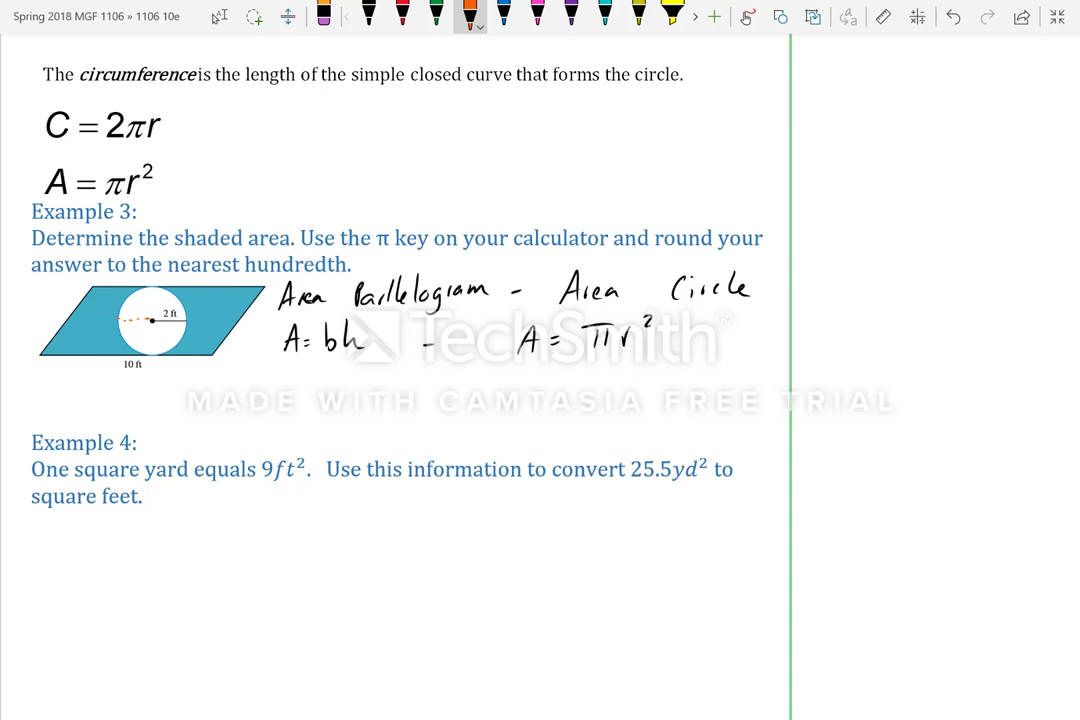 Spring 2018 MGF 1106 » 1106 10e
The circumference is the length of the simple closed curve that forms the circle.
C = 2πr
A = πr²
Example 3:
Determine the shaded area. Use the π key on your calculator and round your
answer to the nearest hundredth.
Area Parllelogram - Area Circle
2 ft
A= bh - A = πr²
10 ft
TechSmith®
MADE WITH CAMTASIA FREE TRIAL
Example 4:
One square yard equals 9ft². Use this information to convert 25.5yd² to
square feet.